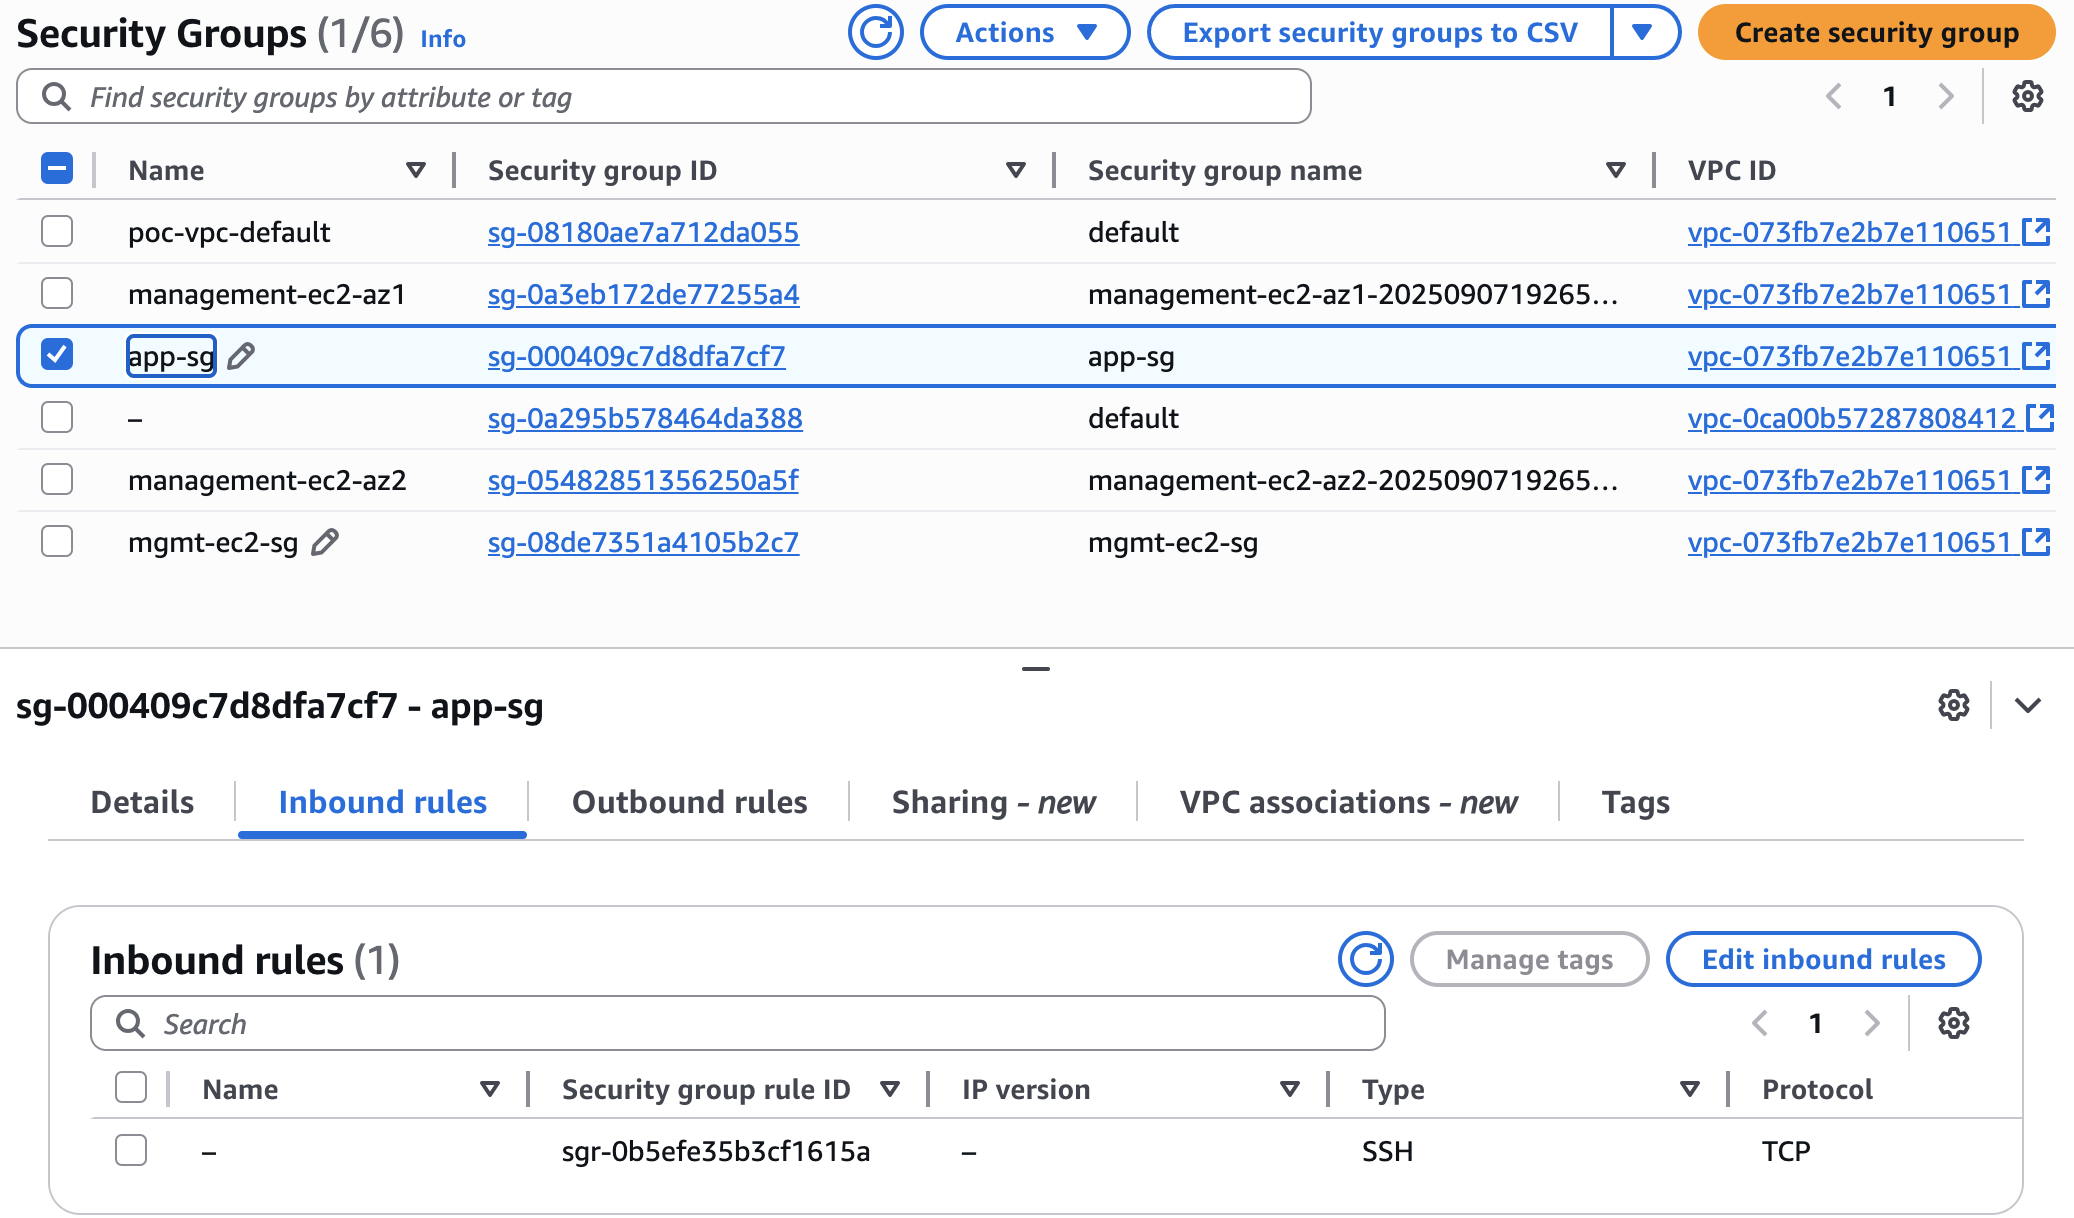 Security Groups (1/6) Info
Actions
Export security groups to CSV
Create security group
Find security groups by attribute or tag
1
Name Security group ID Security group name VPC ID
poc-vpc-default sg-08180ae7a712da055 default vpc-073fb7e2b7e110651
management-ec2-az1 sg-0a3eb172de77255a4 management-ec2-az1-2025090719265... vpc-073fb7e2b7e110651
app-sg sg-000409c7d8dfa7cf7 app-sg vpc-073fb7e2b7e110651
– sg-0a295b578464da388 default vpc-0ca00b57287808412
management-ec2-az2 sg-05482851356250a5f management-ec2-az2-2025090719265... vpc-073fb7e2b7e110651
mgmt-ec2-sg sg-08de7351a4105b2c7 mgmt-ec2-sg vpc-073fb7e2b7e110651
sg-000409c7d8dfa7cf7 - app-sg
Details Inbound rules Outbound rules Sharing - new VPC associations - new Tags
Inbound rules (1)
Manage tags
Edit inbound rules
Search
1
Name Security group rule ID IP version Type Protocol
– sgr-0b5efe35b3cf1615a – SSH TCP